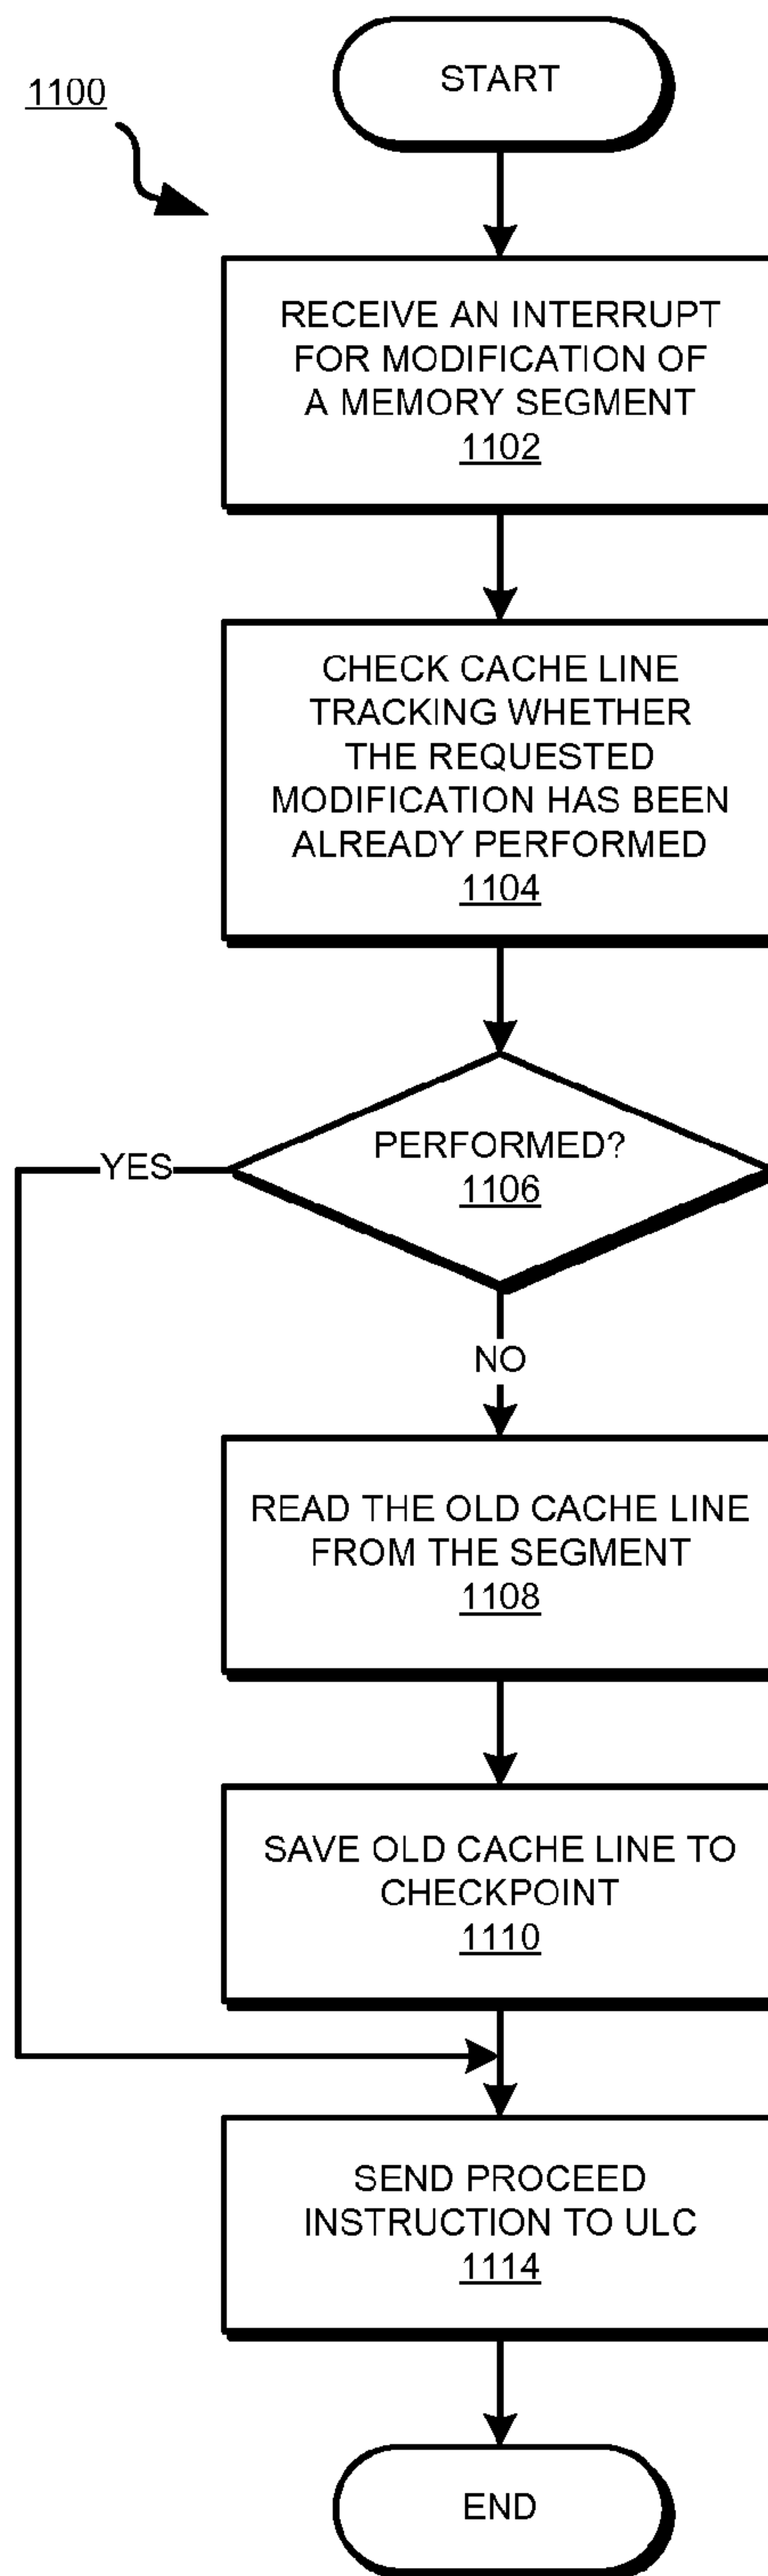 START
1100
RECEIVE AN INTERRUPT
FOR MODIFICATION OF
A MEMORY SEGMENT
1102
CHECK CACHE LINE
TRACKING WHETHER
THE REQUESTED
MODIFICATION HAS BEEN
ALREADY PERFORMED
1104
PERFORMED?
1106
YES
NO
READ THE OLD CACHE LINE
FROM THE SEGMENT
1108
SAVE OLD CACHE LINE TO
CHECKPOINT
1110
SEND PROCEED
INSTRUCTION TO ULC
1114
END